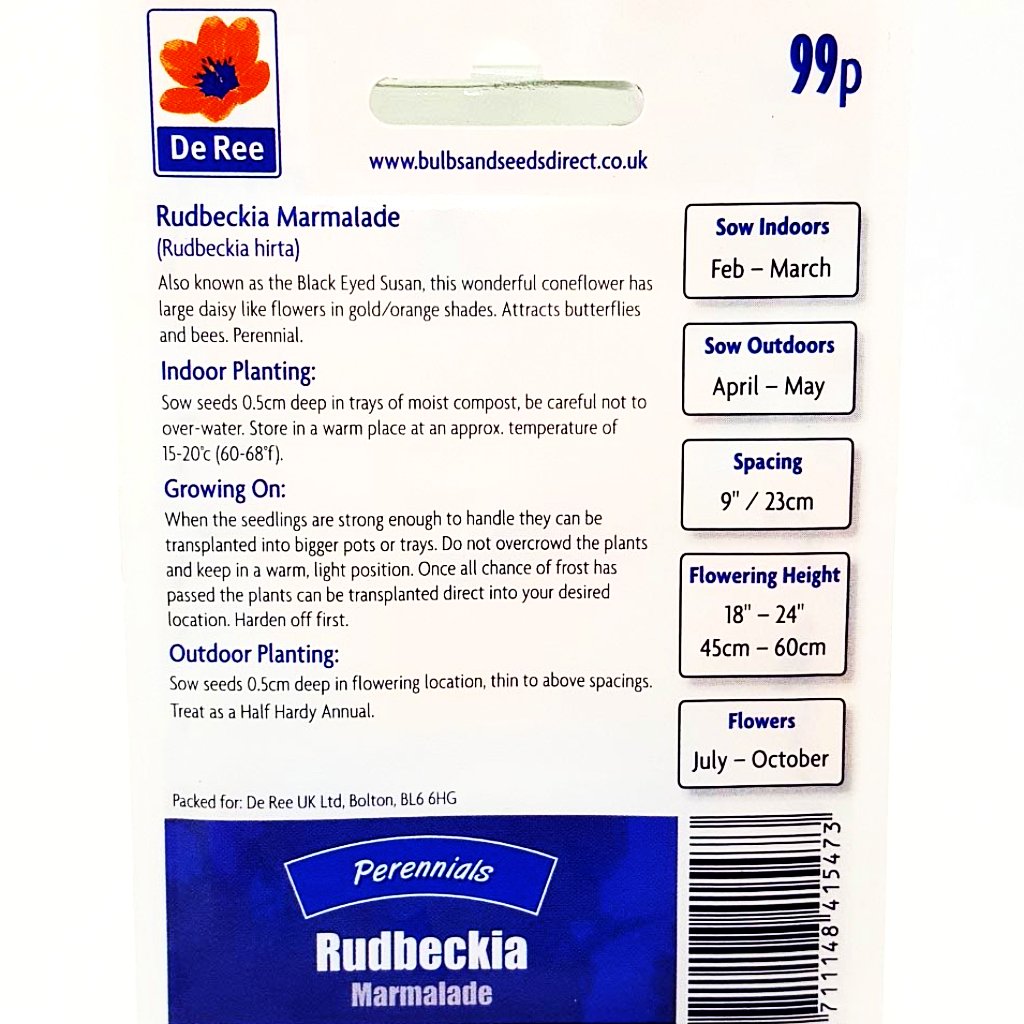 De Ree
99p
www.bulbsandseedsdirect.co.uk
Rudbeckia Marmalade
(Rudbeckia hirta)
Also known as the Black Eyed Susan, this wonderful coneflower has
large daisy like flowers in gold/orange shades. Attracts butterflies
and bees. Perennial.
Indoor Planting:
Sow seeds 0.5cm deep in trays of moist compost, be careful not to
over-water. Store in a warm place at an approx. temperature of
15-20°c (60-68°f).
Growing On:
When the seedlings are strong enough to handle they can be
transplanted into bigger pots or trays. Do not overcrowd the plants
and keep in a warm, light position. Once all chance of frost has
passed the plants can be transplanted direct into your desired
location. Harden off first.
Outdoor Planting:
Sow seeds 0.5cm deep in flowering location, thin to above spacings.
Treat as a Half Hardy Annual.
Packed for: De Ree UK Ltd, Bolton, BL6 6HG
Sow Indoors
Feb – March
Sow Outdoors
April – May
Spacing
9" / 23cm
Flowering Height
18" – 24"
45cm – 60cm
Flowers
July – October
Perennials
Rudbeckia
Marmalade
7 111148 415473